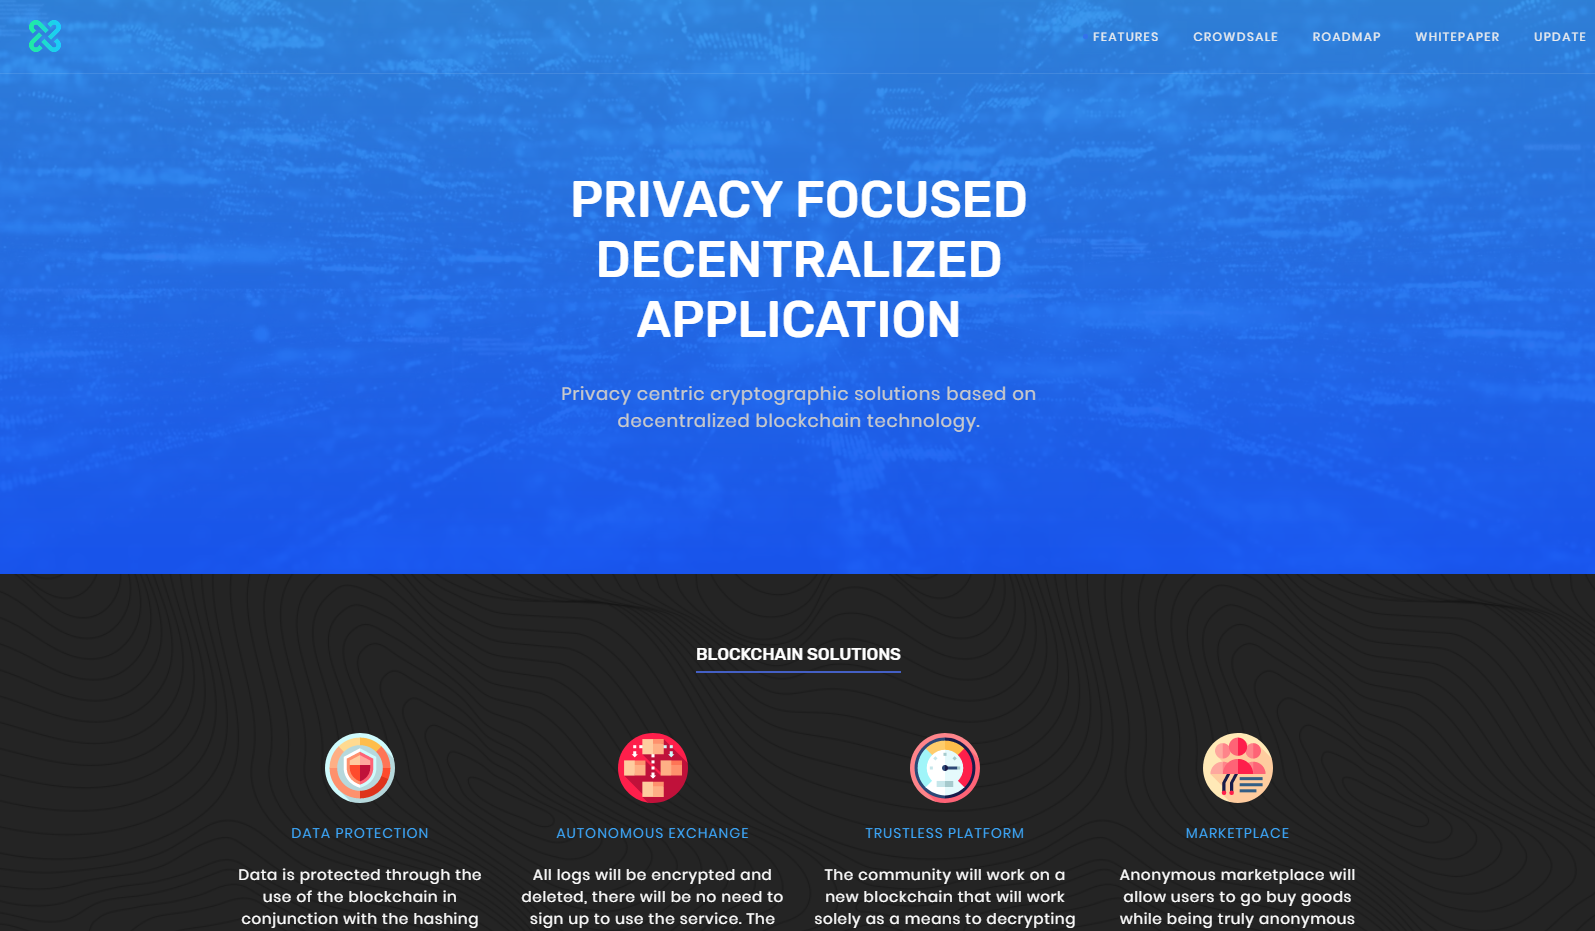 FEATURES CROWDSALE ROADMAP WHITEPAPER UPDATE
PRIVACY FOCUSED
DECENTRALIZED
APPLICATION
Privacy centric cryptographic solutions based on
decentralized blockchain technology.
BLOCKCHAIN SOLUTIONS
DATA PROTECTION
Data is protected through the
use of the blockchain in
conjunction with the hashing
AUTONOMOUS EXCHANGE
All logs will be encrypted and
deleted, there will be no need to
sign up to use the service. The
TRUSTLESS PLATFORM
The community will work on a
new blockchain that will work
solely as a means to decrypting
MARKETPLACE
Anonymous marketplace will
allow users to go buy goods
while being truly anonymous